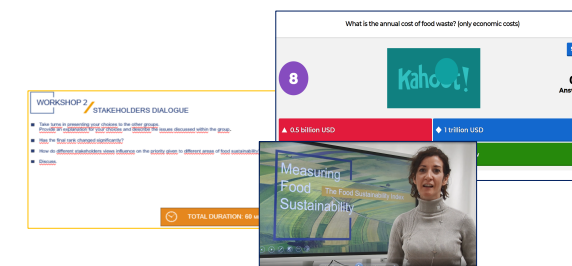 What is the annual cost of food waste? (only economic costs)
8
Kahoot!
Ans
▲ 0.5 billion USD
◆ 1 trillion USD
WORKSHOP 2
STAKEHOLDERS DIALOGUE
Take turns in presenting your choices to the other groups.
Provide an explanation for your choices and describe the issues discussed within the group.
Has the final rank changed significantly?
How do different stakeholders views influence on the priority given to different areas of food sustainability
Discuss.
TOTAL DURATION: 60
Measuring
Food
The Food Sustainability Index
Sustainability